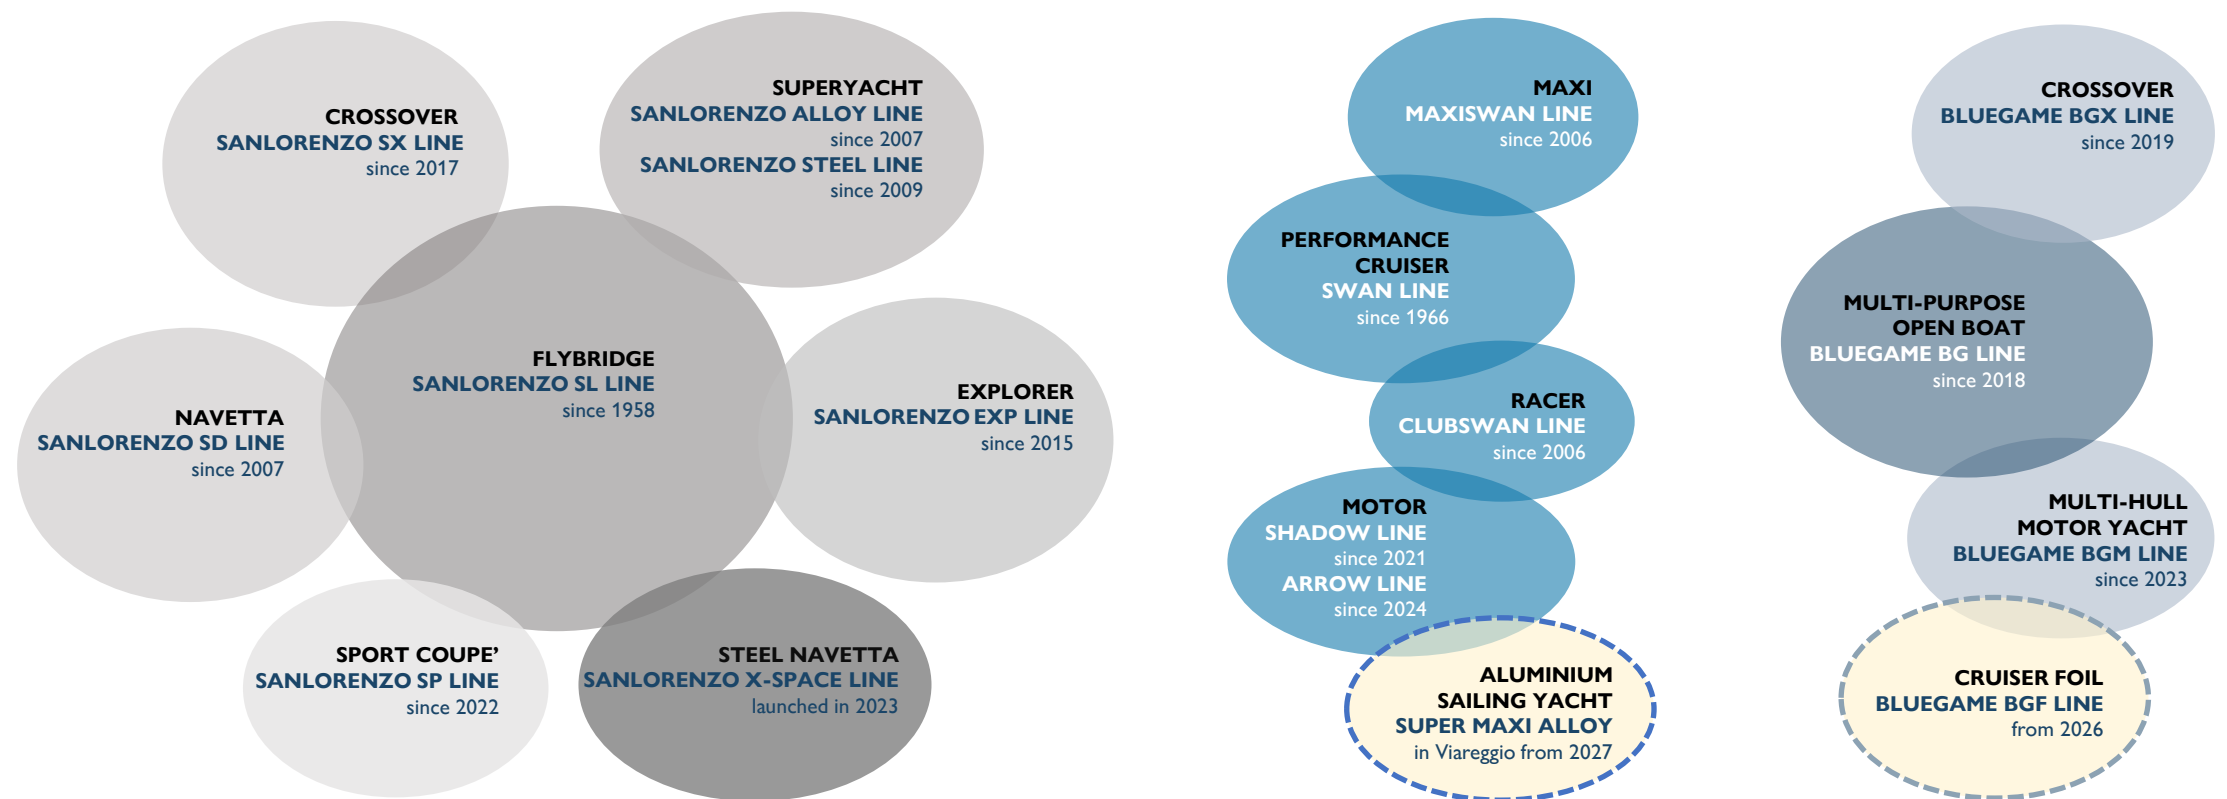 CROSSOVER
SANLORENZO SX LINE
since 2017
SUPERYACHT
SANLORENZO ALLOY LINE
since 2007
SANLORENZO STEEL LINE
since 2009
FLYBRIDGE
SANLORENZO SL LINE
since 1958
NAVETTA
SANLORENZO SD LINE
since 2007
EXPLORER
SANLORENZO EXP LINE
since 2015
SPORT COUPE’
SANLORENZO SP LINE
since 2022
STEEL NAVETTA
SANLORENZO X-SPACE LINE
launched in 2023
MAXI
MAXISWAN LINE
since 2006
PERFORMANCE
CRUISER
SWAN LINE
since 1966
RACER
CLUBSWAN LINE
since 2006
MOTOR
SHADOW LINE
since 2021
ARROW LINE
since 2024
ALUMINIUM
SAILING YACHT
SUPER MAXI ALLOY
in Viareggio from 2027
CROSSOVER
BLUEGAME BGX LINE
since 2019
MULTI-PURPOSE
OPEN BOAT
BLUEGAME BG LINE
since 2018
MULTI-HULL
MOTOR YACHT
BLUEGAME BGM LINE
since 2023
CRUISER FOIL
BLUEGAME BGF LINE
from 2026